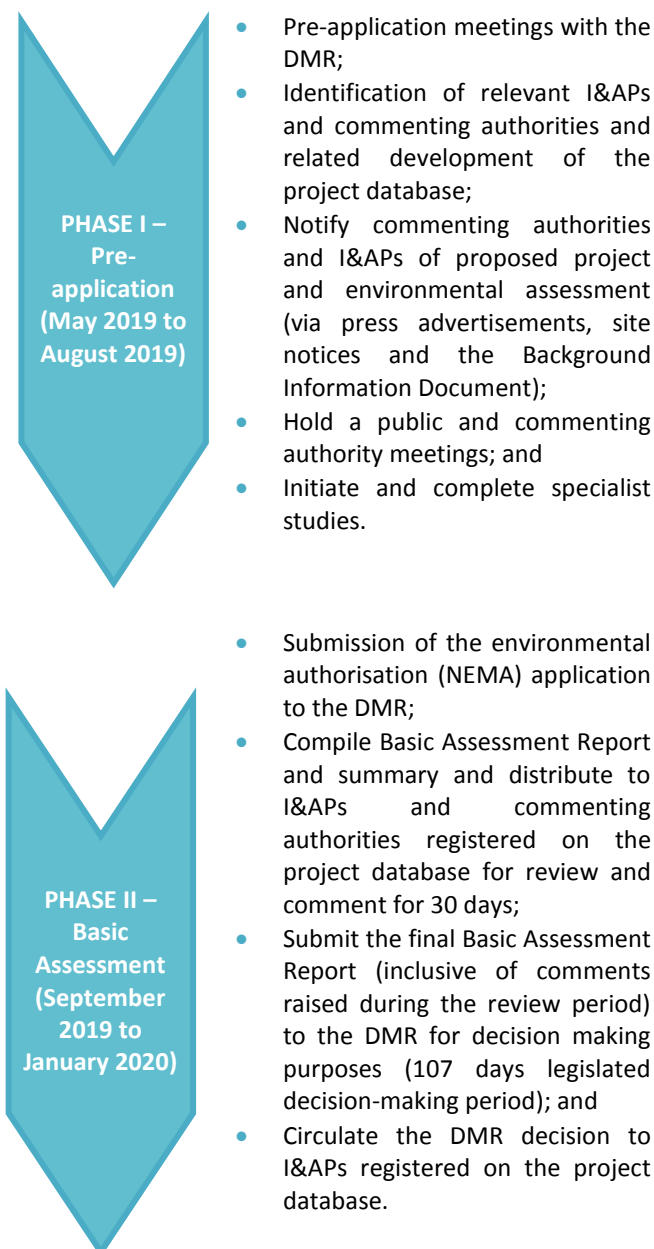 PHASE I –
Pre-
application
(May 2019 to
August 2019)
• Pre-application meetings with the
DMR;
• Identification of relevant I&APs
and commenting authorities and
related development of the
project database;
• Notify commenting authorities
and I&APs of proposed project
and environmental assessment
(via press advertisements, site
notices and the Background
Information Document);
• Hold a public and commenting
authority meetings; and
• Initiate and complete specialist
studies.
PHASE II –
Basic
Assessment
(September
2019 to
January 2020)
• Submission of the environmental
authorisation (NEMA) application
to the DMR;
• Compile Basic Assessment Report
and summary and distribute to
I&APs and commenting
authorities registered on the
project database for review and
comment for 30 days;
• Submit the final Basic Assessment
Report (inclusive of comments
raised during the review period)
to the DMR for decision making
purposes (107 days legislated
decision-making period); and
• Circulate the DMR decision to
I&APs registered on the project
database.